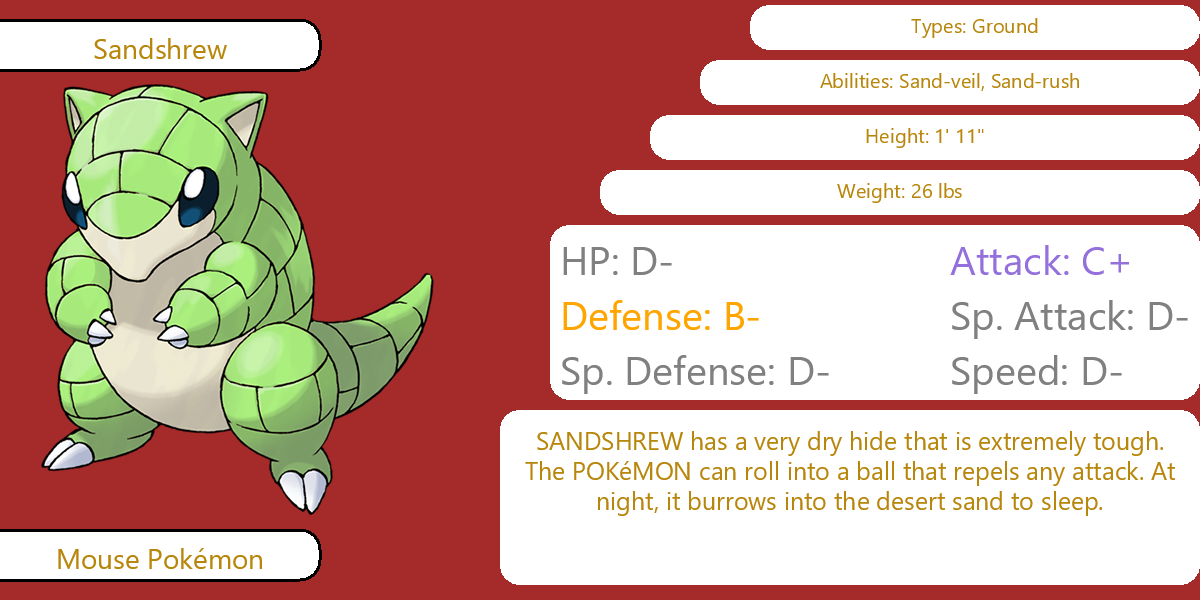 Sandshrew
Types: Ground
Abilities: Sand-veil, Sand-rush
Height: 1' 11"
Weight: 26 lbs
HP: D-
Attack: C+
Defense: B-
Sp. Attack: D-
Sp. Defense: D-
Speed: D-
SANDSHREW has a very dry hide that is extremely tough.
The POKéMON can roll into a ball that repels any attack. At
night, it burrows into the desert sand to sleep.
Mouse Pokémon